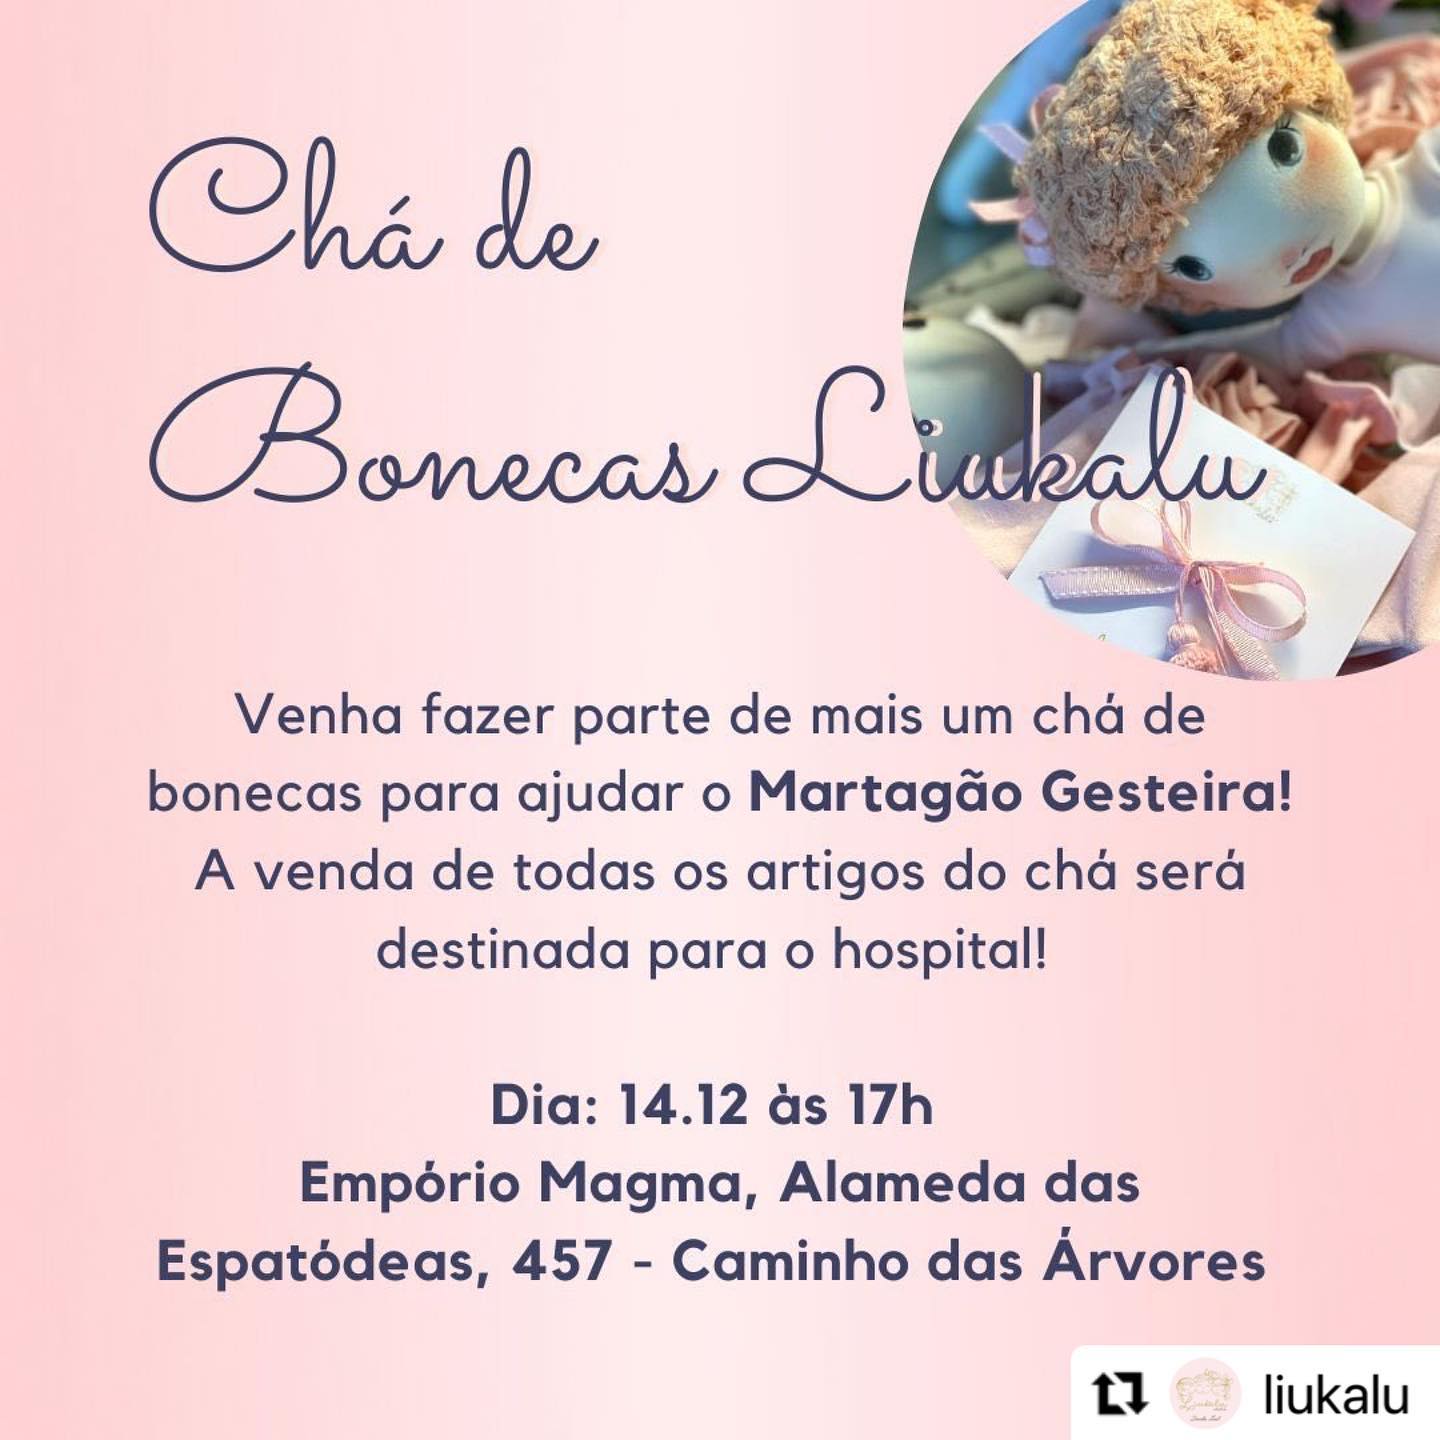 Chá de
Bonecas Liukalu
Venha fazer parte de mais um chá de
bonecas para ajudar o Martagão Gesteira!
A venda de todas os artigos do chá será
destinada para o hospital!
Dia: 14.12 às 17h
Empório Magma, Alameda das
Espatódeas, 457 - Caminho das Árvores
liukalu